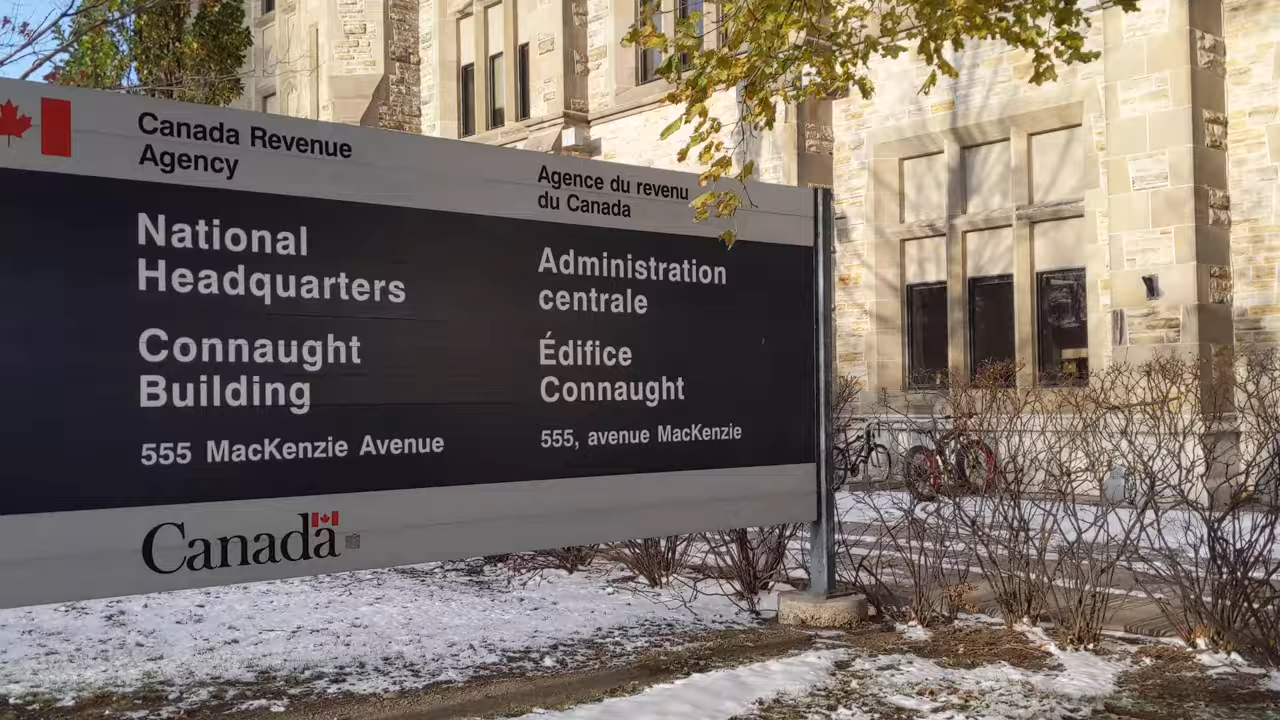 Canada Revenue
Agency
Agence du revenu
du Canada
National
Headquarters
Administration
centrale
Connaught
Building
Édifice
Connaught
555 MacKenzie Avenue
555, avenue MacKenzie
Canada